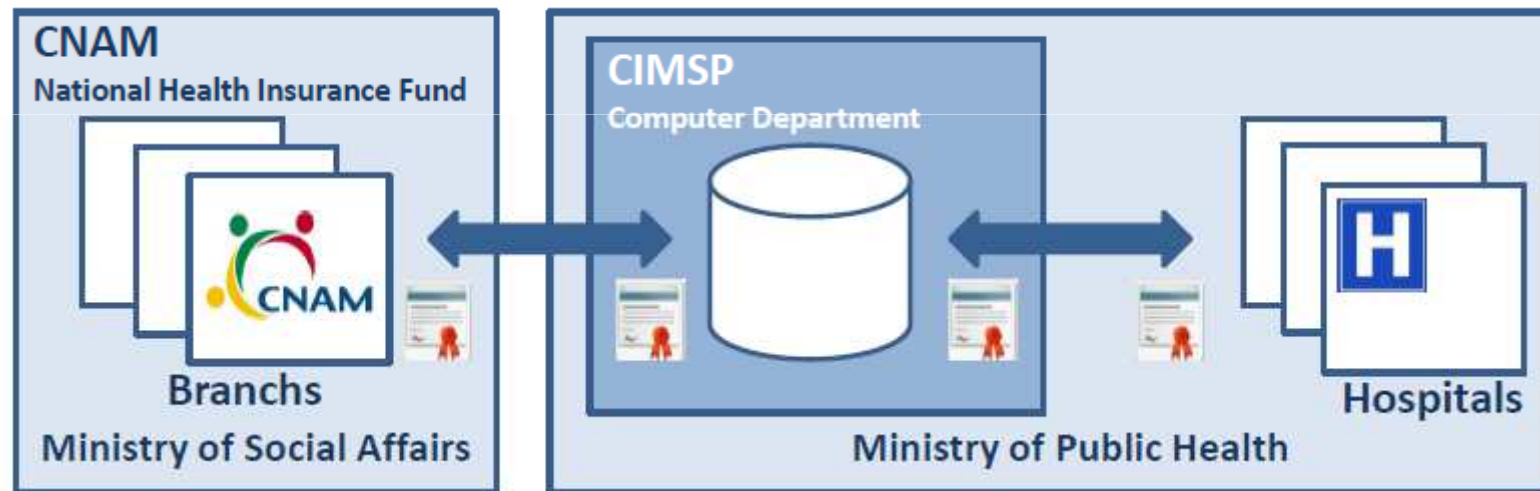 CNAM
National Health Insurance Fund
CNAM
Branchs
Ministry of Social Affairs
CIMSP
Computer Department
H
Hospitals
Ministry of Public Health